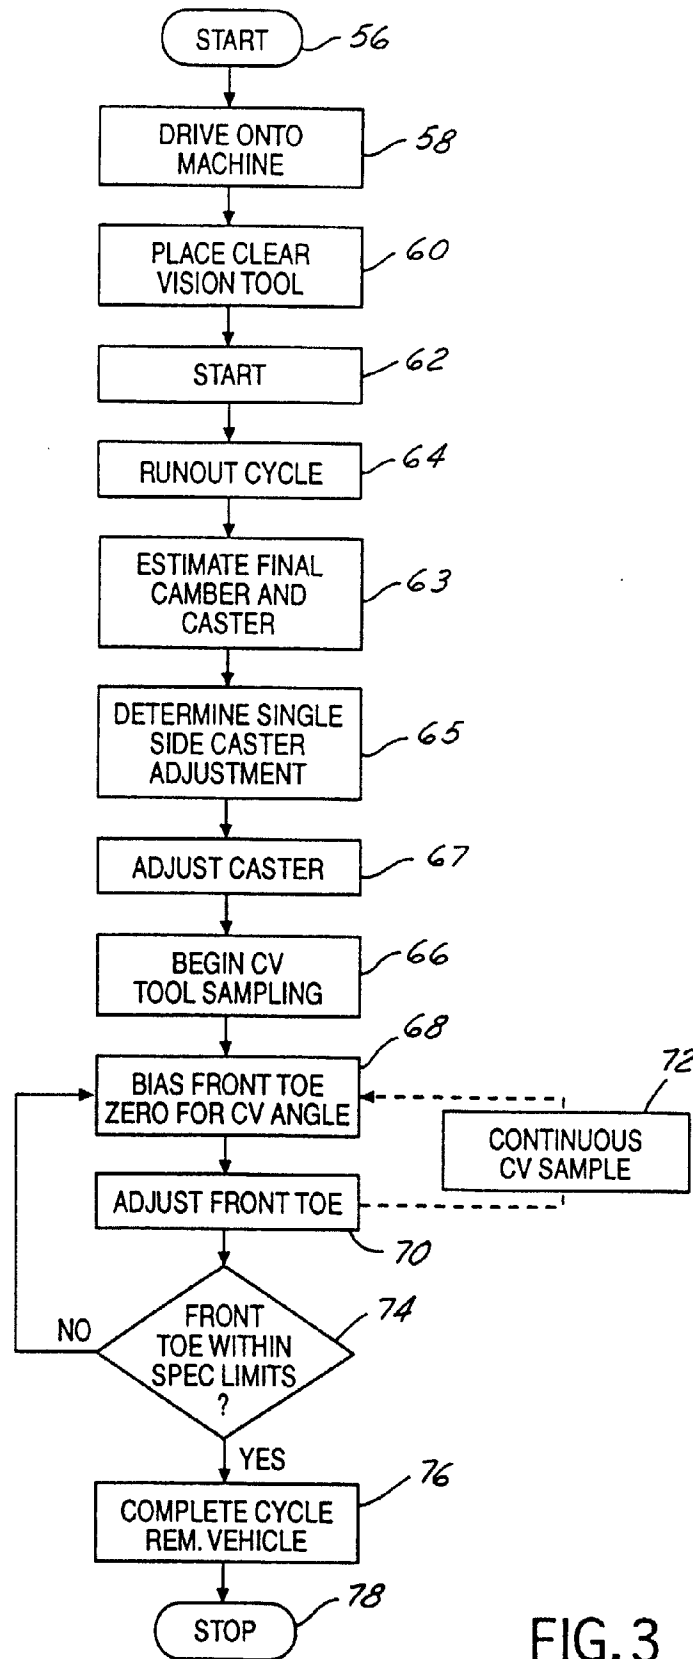 START
56
DRIVE ONTO
MACHINE
58
PLACE CLEAR
VISION TOOL
60
START
62
RUNOUT CYCLE
64
ESTIMATE FINAL
CAMBER AND
CASTER
63
DETERMINE SINGLE
SIDE CASTER
ADJUSTMENT
65
ADJUST CASTER
67
BEGIN CV
TOOL SAMPLING
66
BIAS FRONT TOE
ZERO FOR CV ANGLE
68
CONTINUOUS
CV SAMPLE
72
ADJUST FRONT TOE
70
FRONT
TOE WITHIN
SPEC LIMITS
?
74
NO
YES
COMPLETE CYCLE
REM. VEHICLE
76
STOP
78
FIG. 3